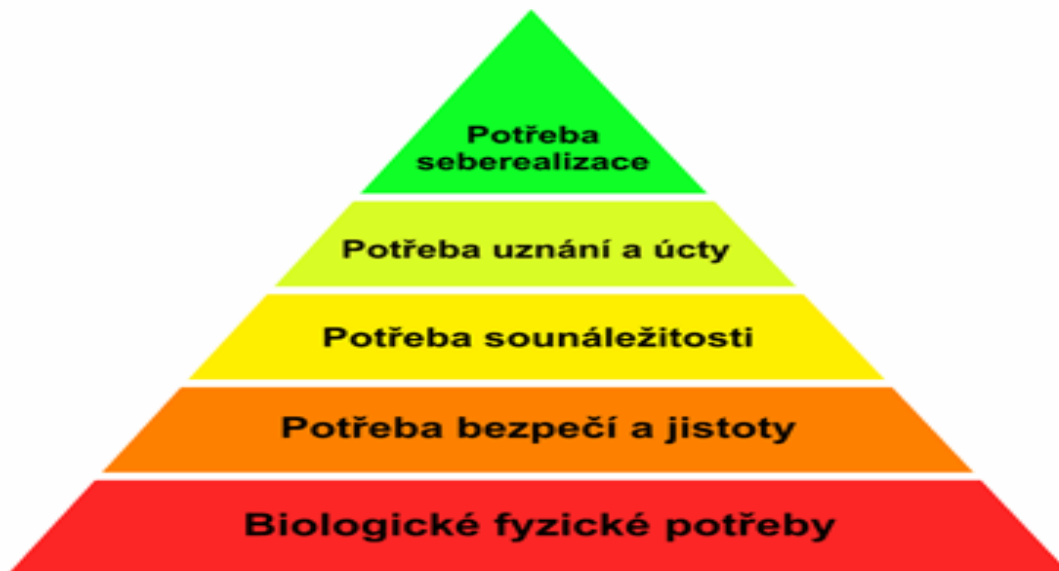 Potřeba
seberealizace
Potřeba uznání a úcty
Potřeba sounáležitosti
Potřeba bezpečí a jistoty
Biologické fyzické potřeby